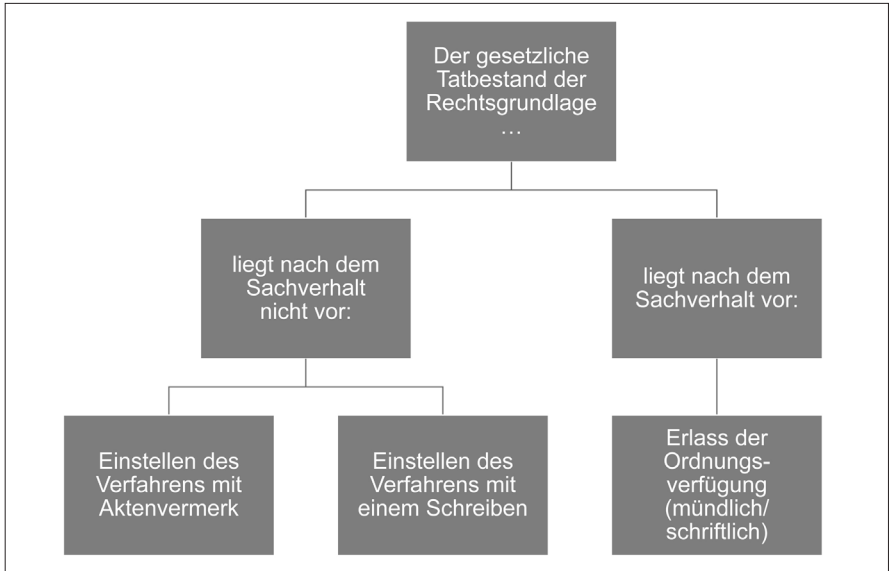 Der gesetzliche
Tatbestand der
Rechtsgrundlage
…
liegt nach dem
Sachverhalt
nicht vor:
liegt nach dem
Sachverhalt vor:
Einstellen des
Verfahrens mit
Aktenvermerk
Einstellen des
Verfahrens mit
einem Schreiben
Erlass der
Ordnungs-
verfügung
(mündlich/
schriftlich)